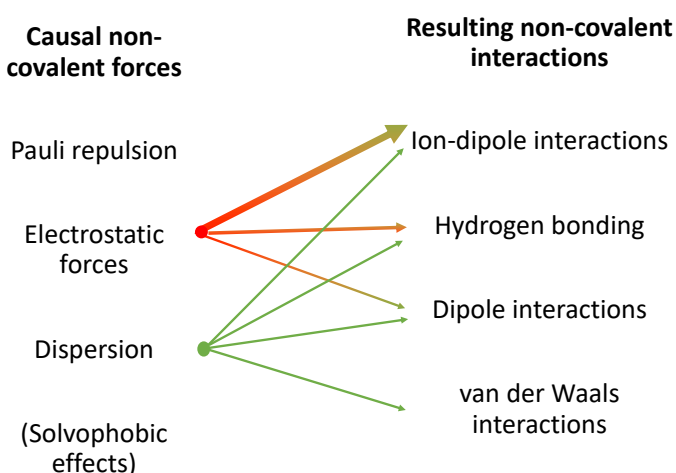 Causal non-
covalent forces
Pauli repulsion
Electrostatic
forces
Dispersion
(Solvophobic
effects)
Resulting non-covalent
interactions
Ion-dipole interactions
Hydrogen bonding
Dipole interactions
van der Waals
interactions